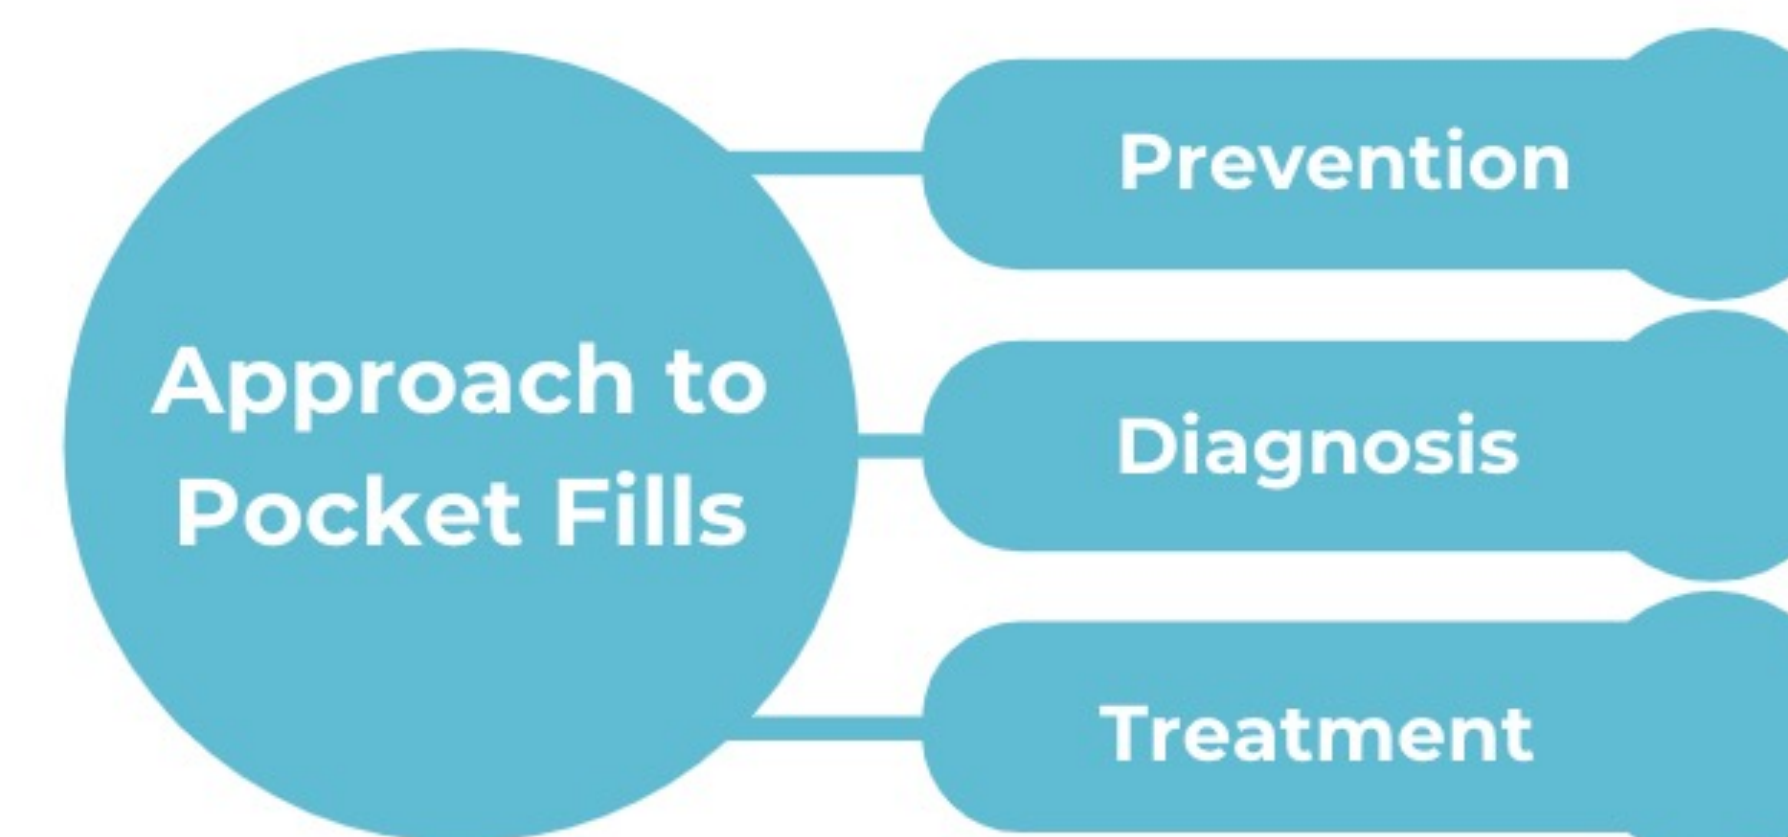 Approach to
Pocket Fills
Prevention
Diagnosis
Treatment